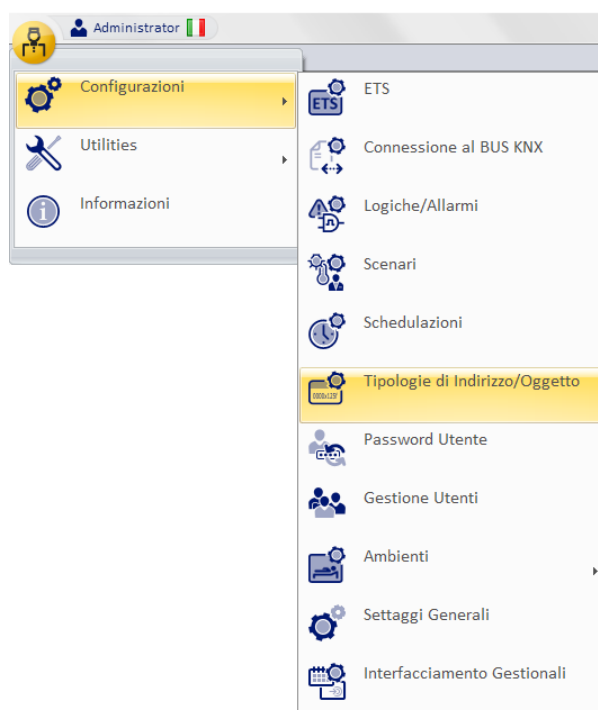 Administrator
Configurazioni
Utilities
Informazioni
ETS
ETS
Connessione al BUS KNX
Logiche/Allarmi
Scenari
Schedulazioni
Tipologie di Indirizzo/Oggetto
Password Utente
Gestione Utenti
Ambienti
Settaggi Generali
Interfacciamento Gestionali